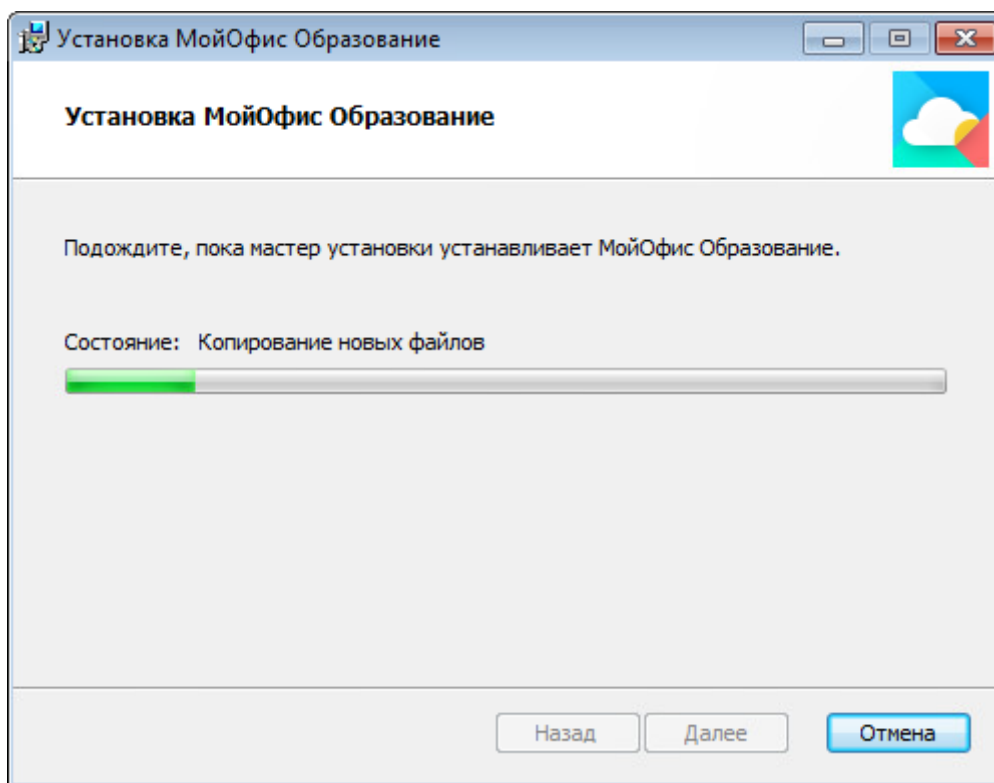 Установка МойОфис Образование
Установка МойОфис Образование
Подождите, пока мастер установки устанавливает МойОфис Образование.
Состояние: Копирование новых файлов
Назад Далее Отмена